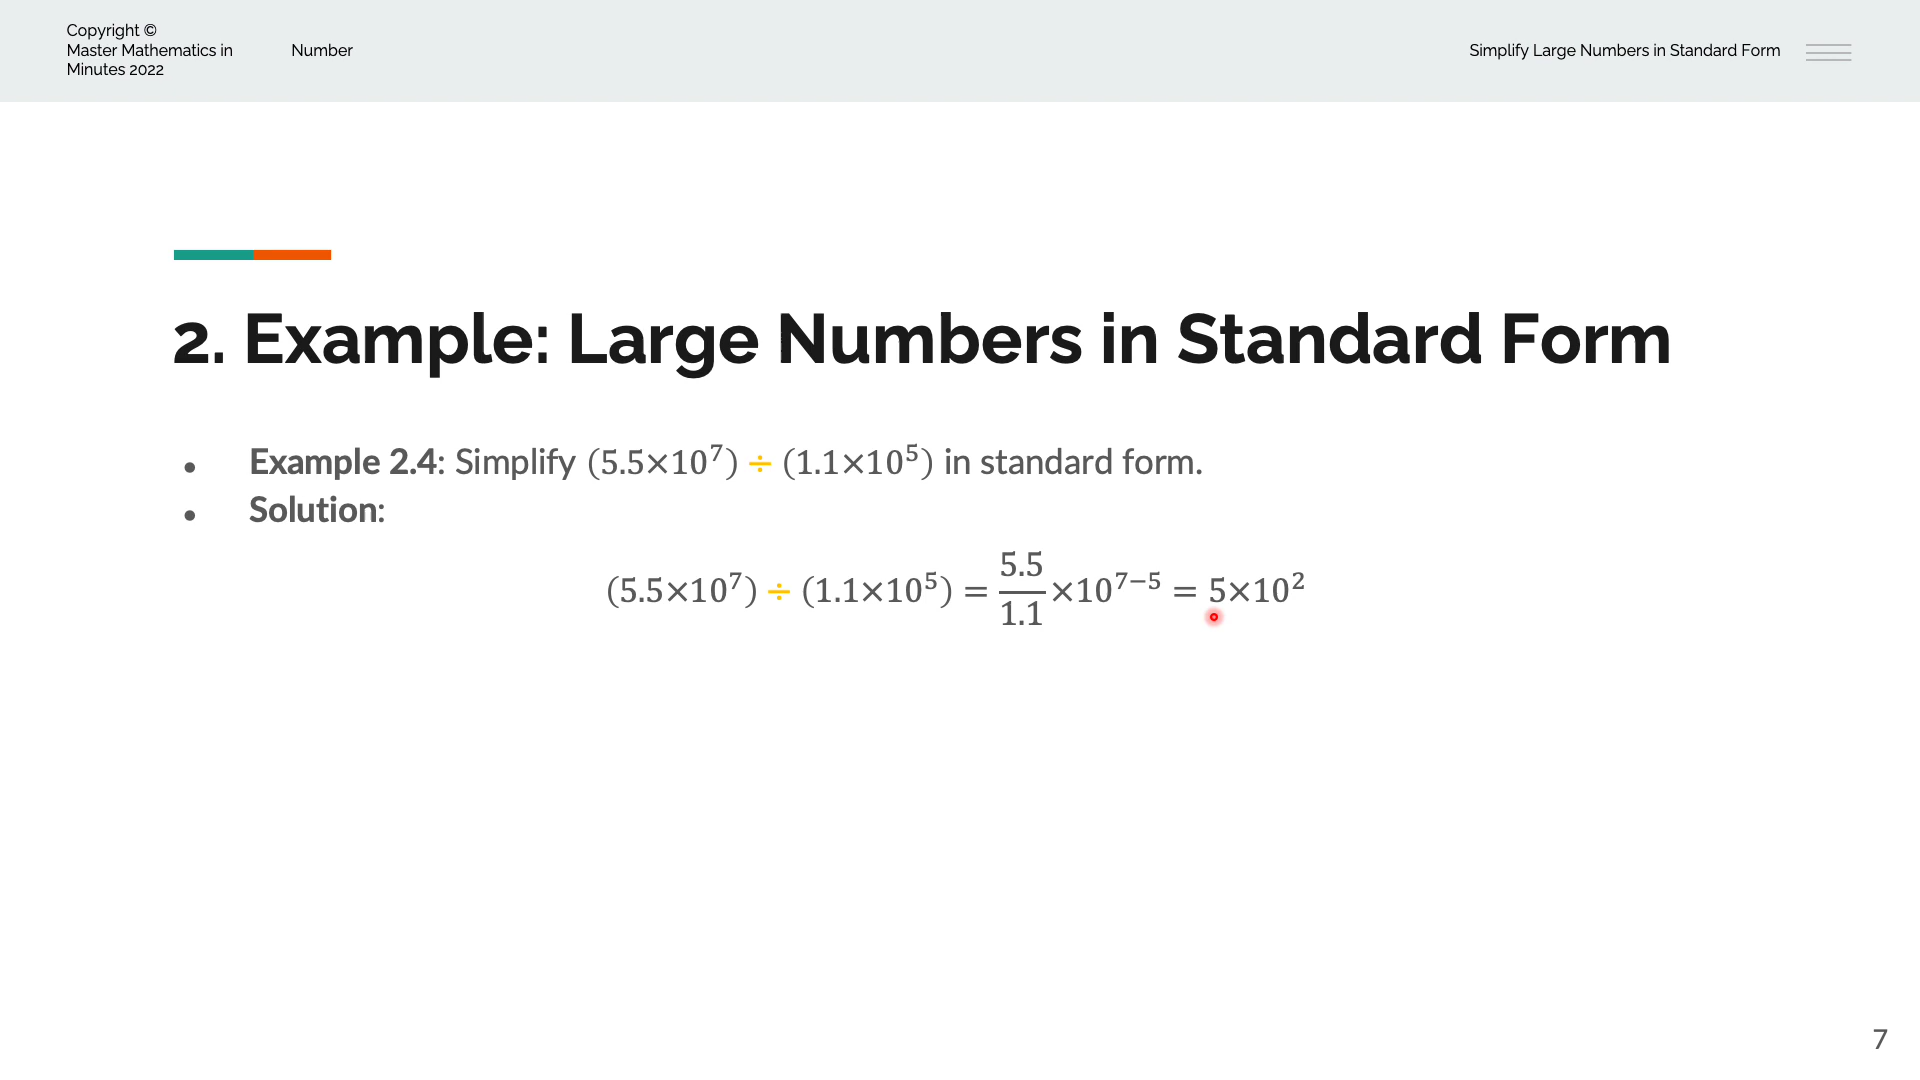 Copyright ©
Master Mathematics in
Minutes 2022
Number
Simplify Large Numbers in Standard Form
2. Example: Large Numbers in Standard Form
● Example 2.4: Simplify (5.5×10⁷) ÷ (1.1×10⁵) in standard form.
● Solution:
(5.5×10⁷) ÷ (1.1×10⁵) = 5.5/1.1 ×10⁷⁻⁵ = 5×10²
7